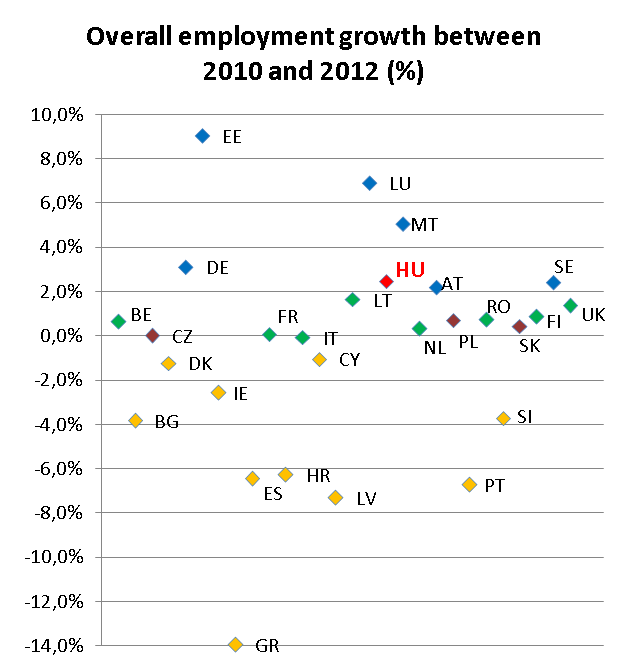 Overall employment growth between
2010 and 2012 (%)
10,0%
8,0%
6,0%
4,0%
2,0%
0,0%
-2,0%
-4,0%
-6,0%
-8,0%
-10,0%
-12,0%
-14,0%
EE
LU
MT
DE
HU
SE
AT
LT
BE
FR
RO
UK
FI
CZ
IT
NL
PL
SK
DK
CY
IE
BG
SI
HR
ES
LV
PT
GR